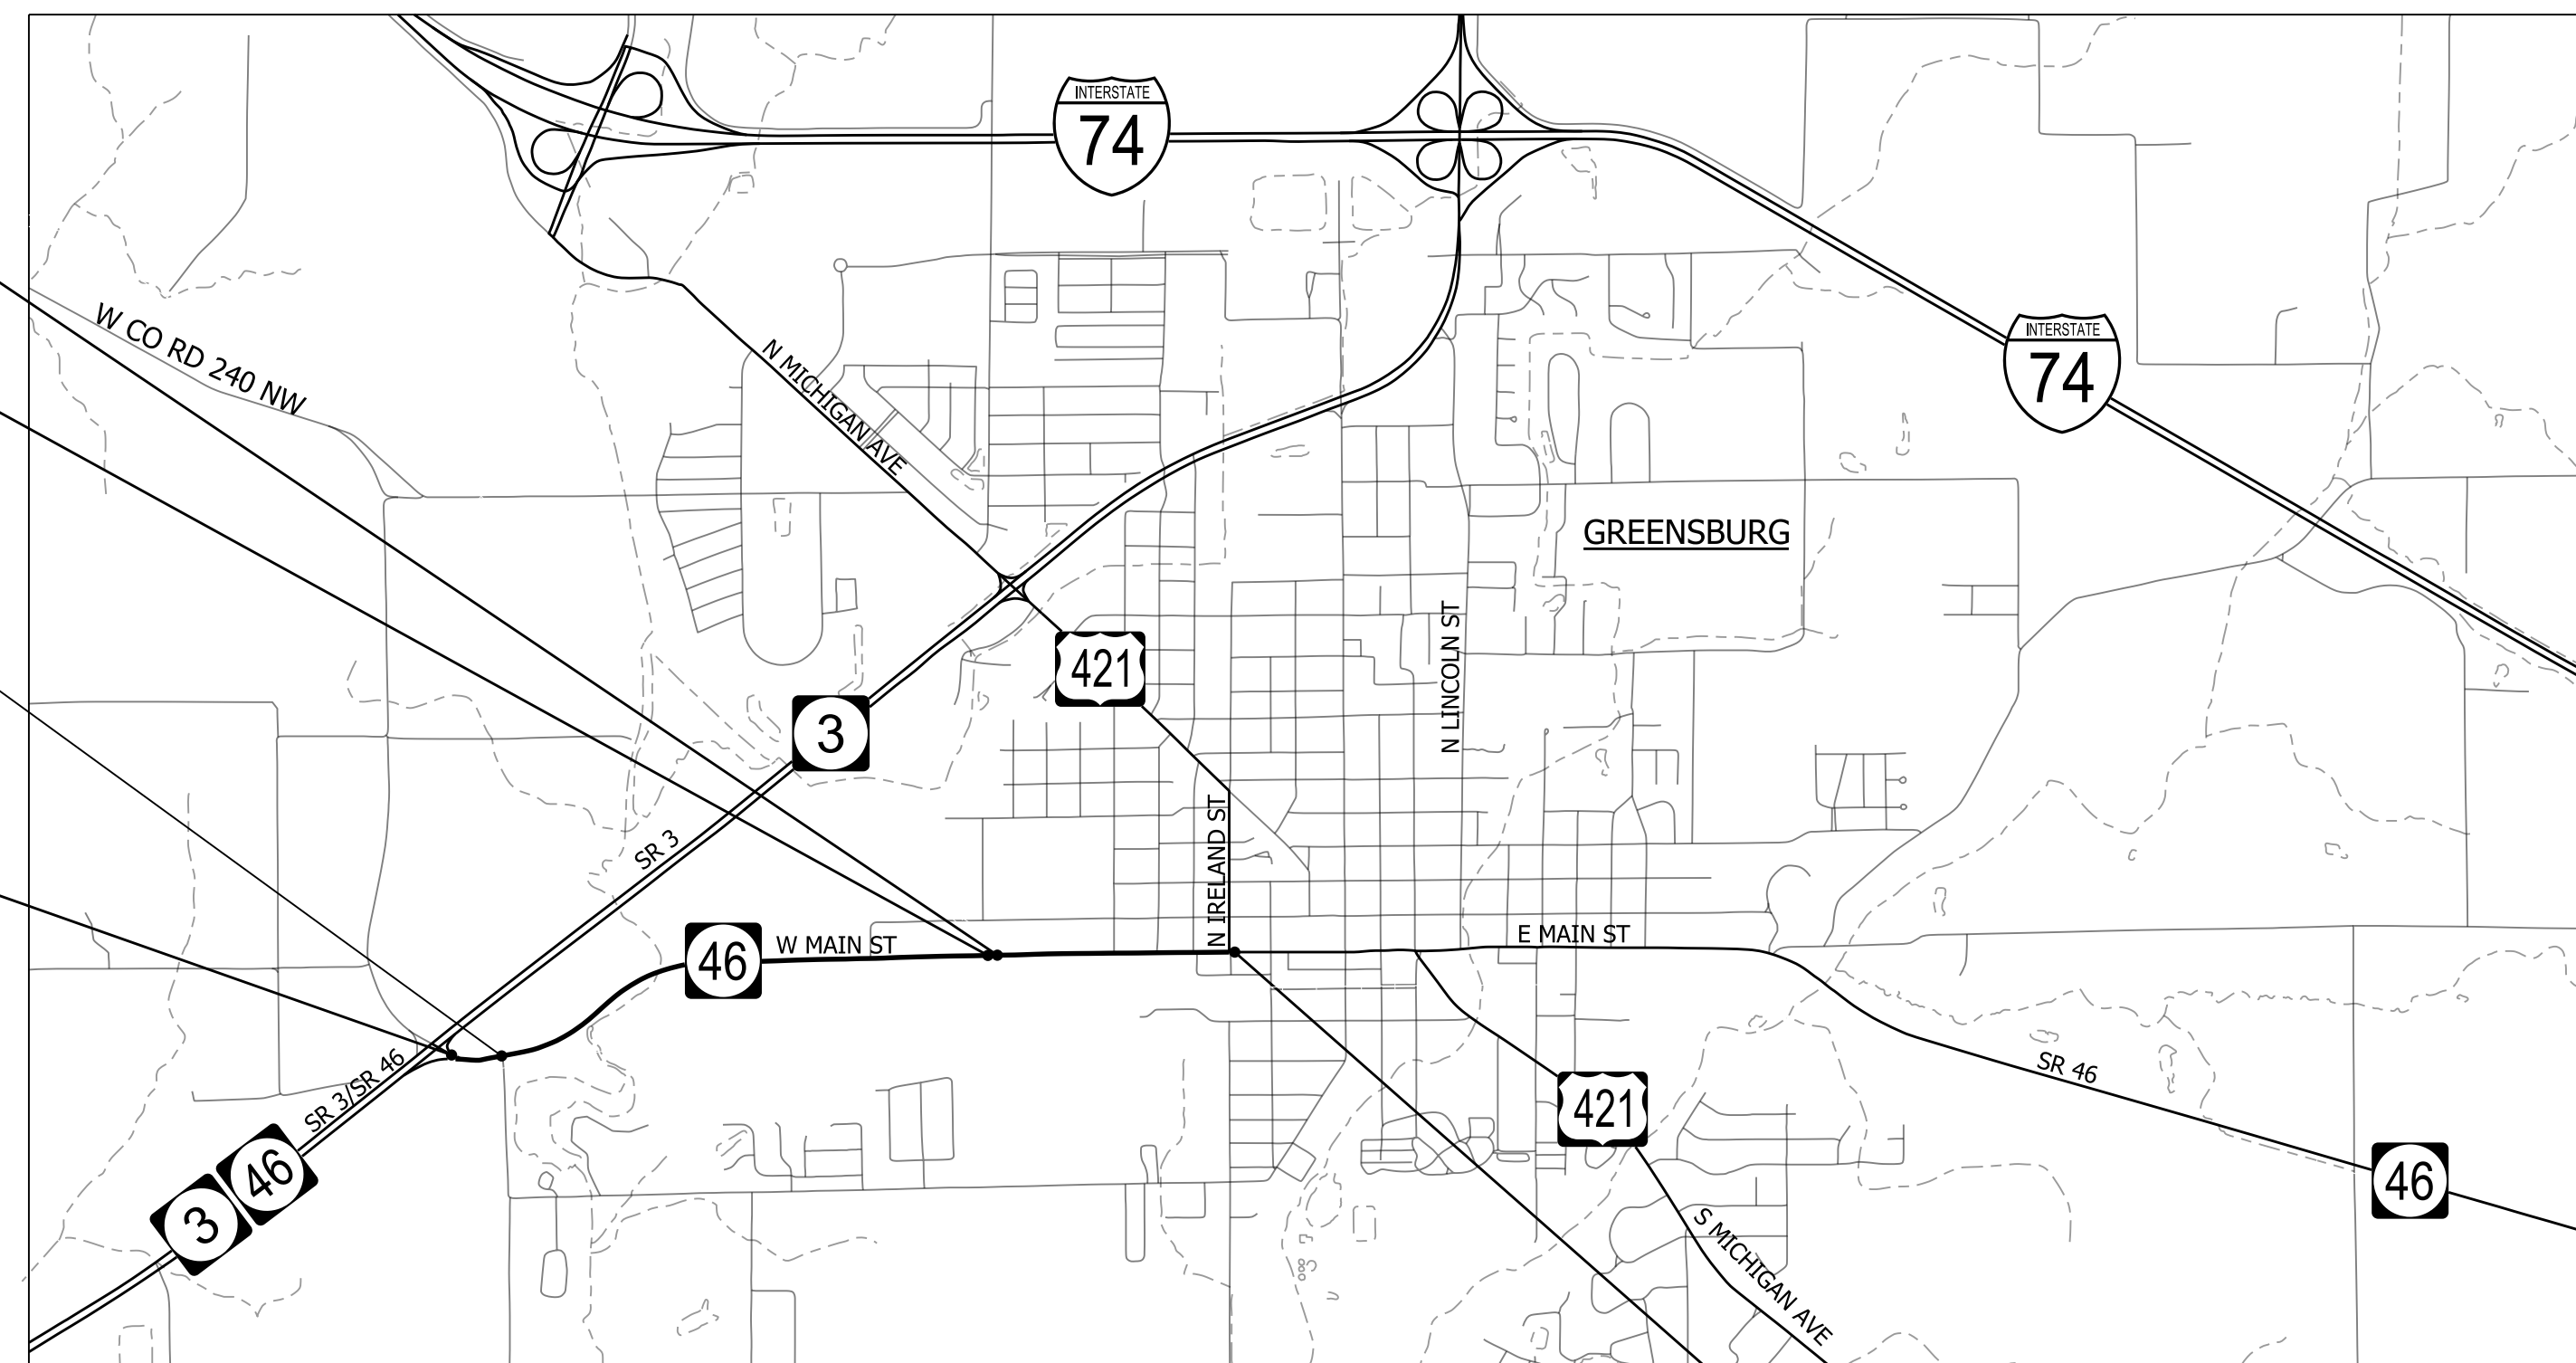 INTERSTATE
74
INTERSTATE
74
W CO RD 240 NW
N MICHIGAN AVE
GREENSBURG
421
N LINCOLN ST
3
SR 3
N IRELAND ST
46
W MAIN ST
E MAIN ST
SR 3/SR 46
SR 46
421
46
3
46
S MICHIGAN AVE